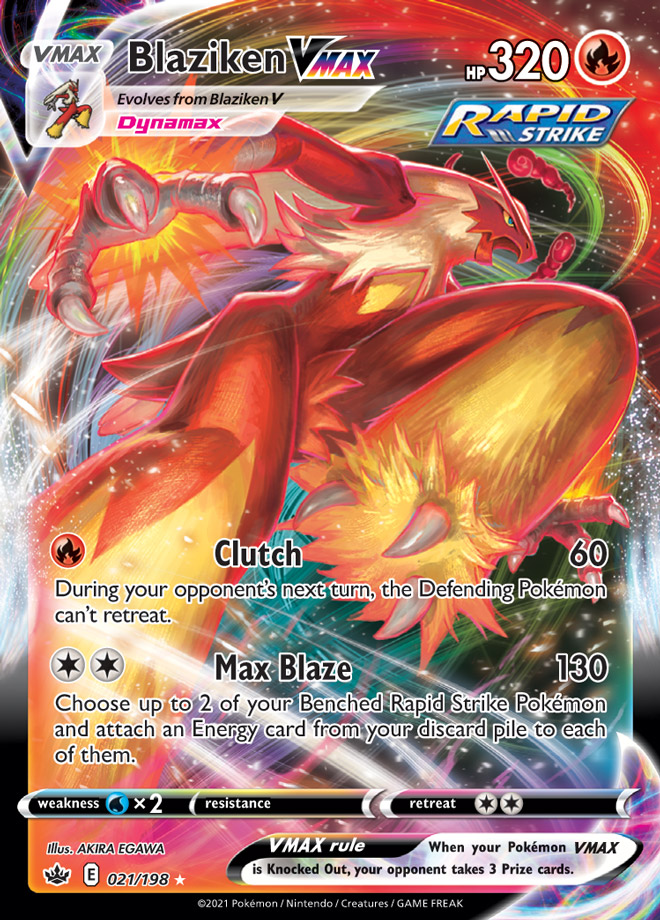 VMAX
Blaziken VMAX
HP 320
Evolves from Blaziken V
Dynamax
RAPID
STRIKE
Clutch 60
During your opponent's next turn, the Defending Pokémon
can't retreat.
Max Blaze 130
Choose up to 2 of your Benched Rapid Strike Pokémon
and attach an Energy card from your discard pile to each
of them.
weakness ×2 resistance retreat
Illus. AKIRA EGAWA
VMAX rule When your Pokémon VMAX
is Knocked Out, your opponent takes 3 Prize cards.
E 021/198 ★
©2021 Pokémon / Nintendo / Creatures / GAME FREAK